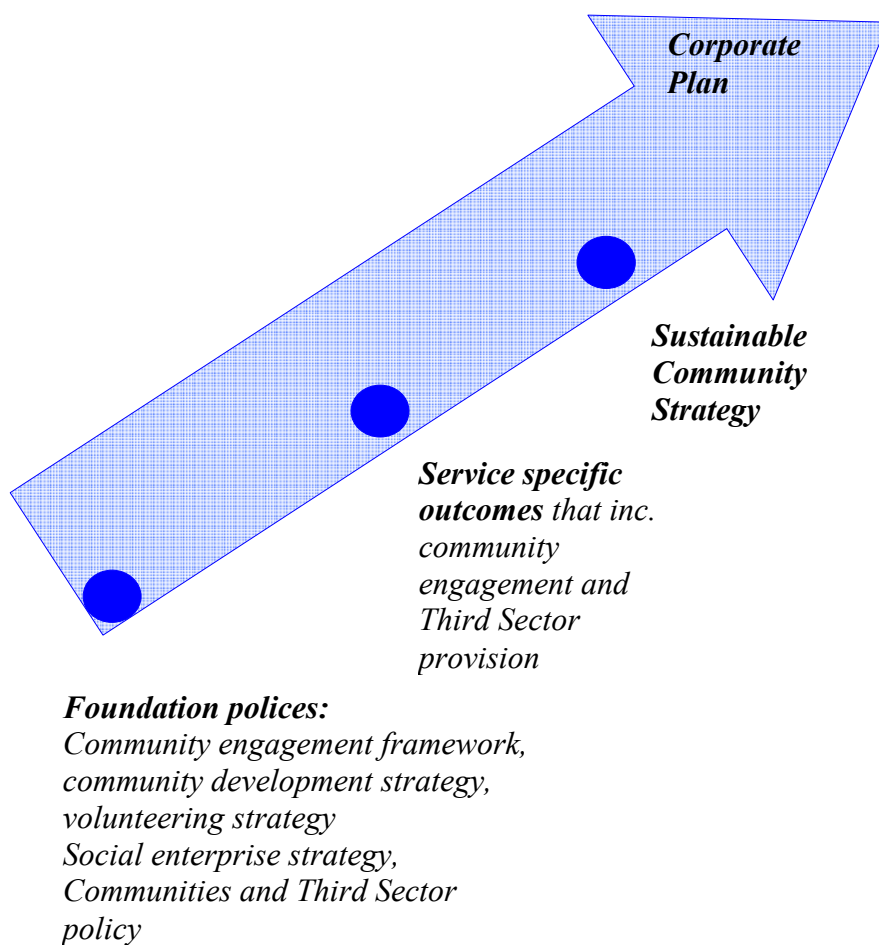 Corporate
Plan
Sustainable
Community
Strategy
Service specific
outcomes that inc.
community
engagement and
Third Sector
provision
Foundation polices:
Community engagement framework,
community development strategy,
volunteering strategy
Social enterprise strategy,
Communities and Third Sector
policy